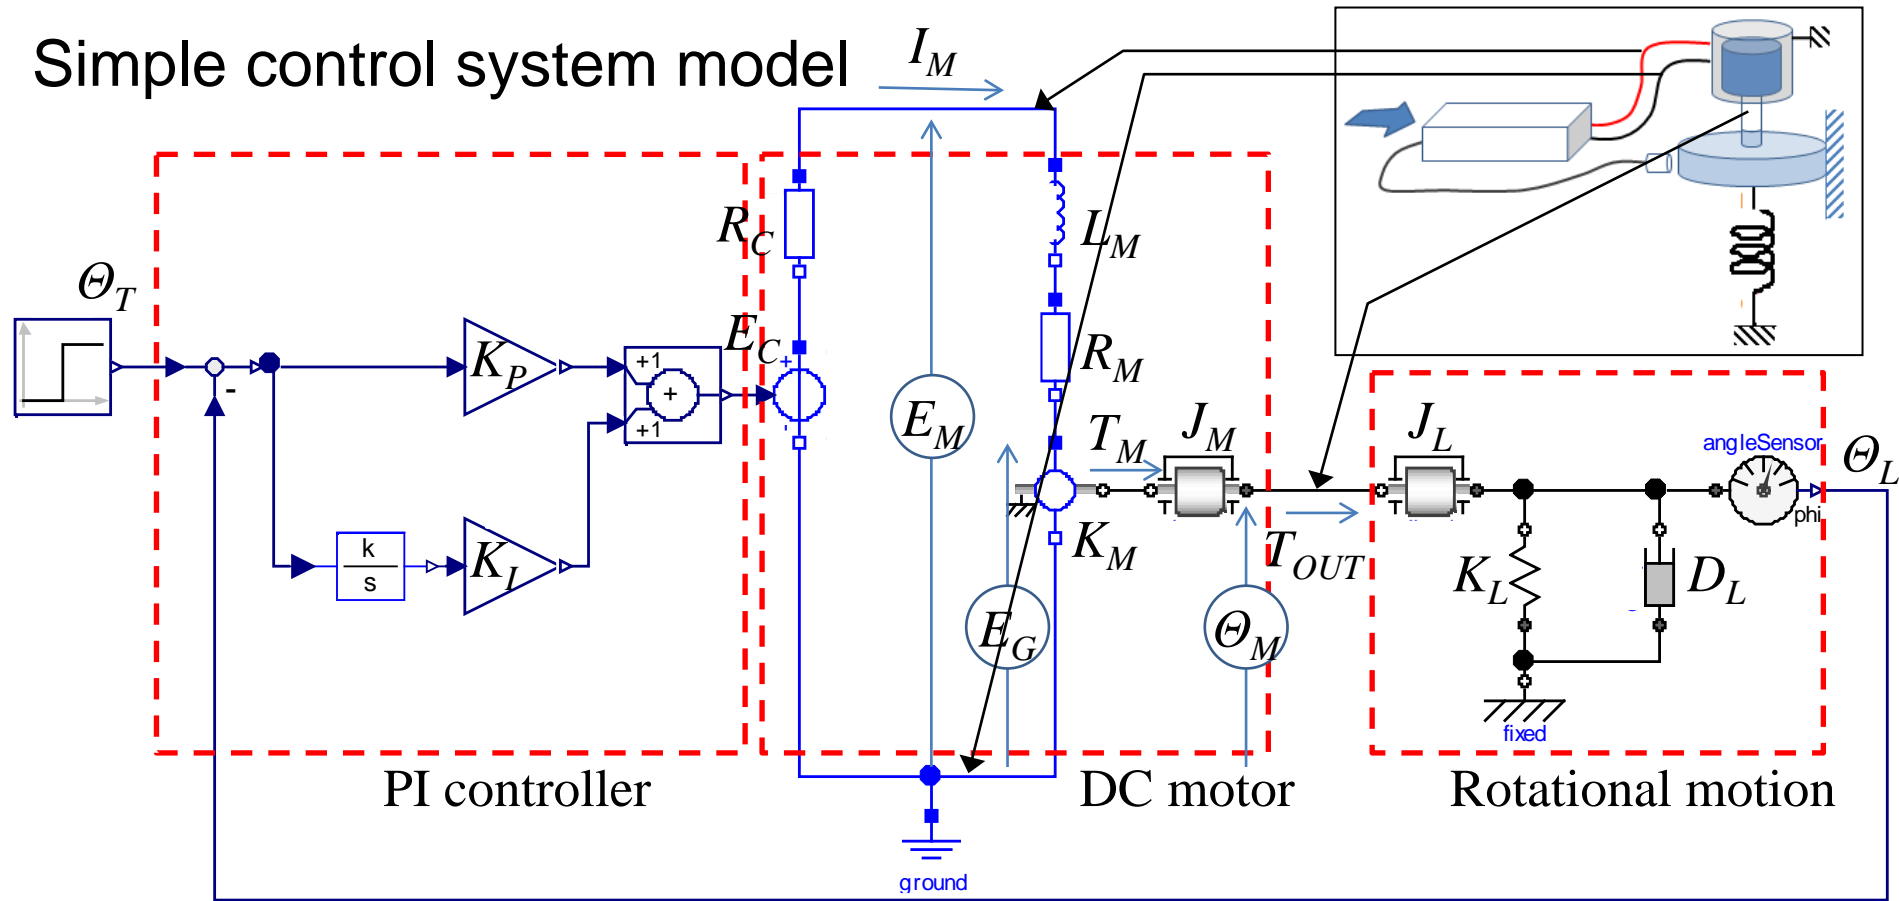 Simple control system model
I_M
Θ_T
R_C
L_M
E_C
+
-
R_M
K_P
+1
+
+1
-
E_M
T_M
J_M
J_L
angleSensor
Θ_L
phi
K_M
T_OUT
K_L
D_L
k
s
K_I
E_G
Θ_M
fixed
PI controller
DC motor
Rotational motion
ground